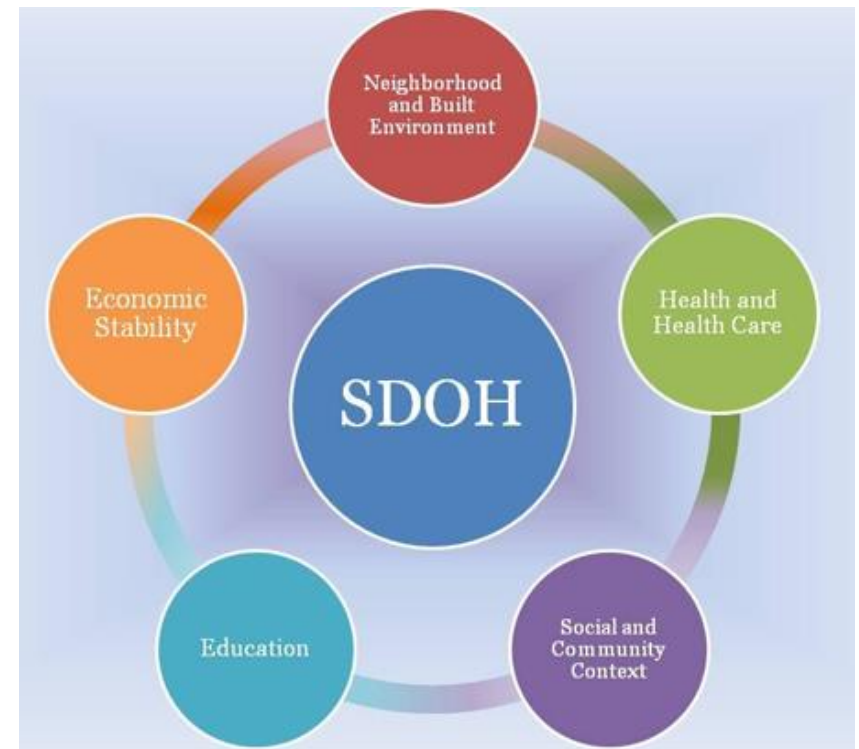 Neighborhood
and Built
Environment
Economic
Stability
Health and
Health Care
SDOH
Education
Social and
Community
Context